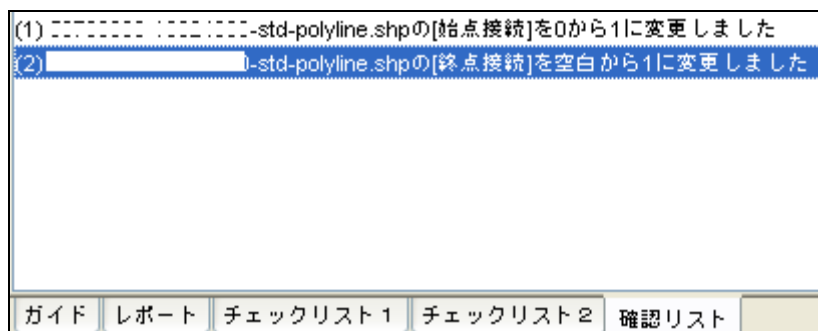 (1) -std-polyline.shpの[始点接続]を0から1に変更しました
(2) -std-polyline.shpの[終点接続]を空白から1に変更しました
ガイド レポート チェックリスト1 チェックリスト2 確認リスト